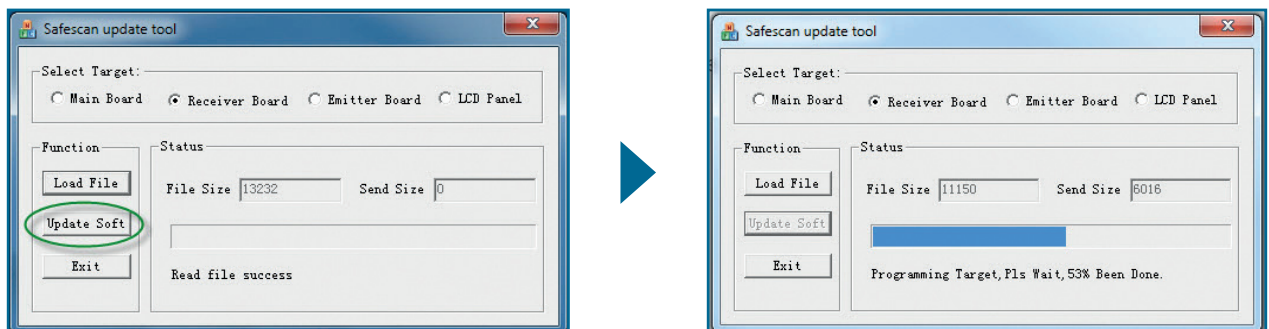 Safescan update tool
Select Target:
Main Board Receiver Board Emitter Board LCD Panel
Function
Load File
Update Soft
Exit
Status
File Size 13232 Send Size 0
Read file success
Safescan update tool
Select Target:
Main Board Receiver Board Emitter Board LCD Panel
Function
Load File
Update Soft
Exit
Status
File Size 11150 Send Size 6016
Programming Target,Pls Wait,53% Been Done.